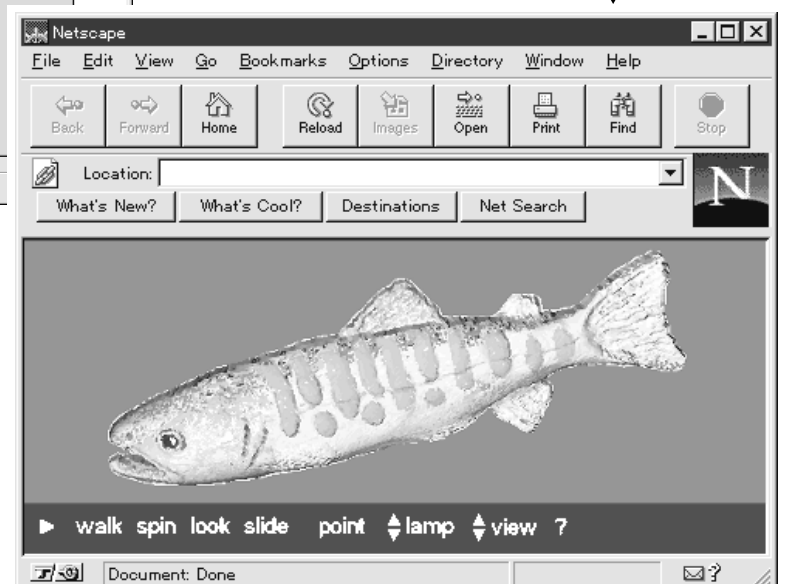 Netscape
File Edit View Go Bookmarks Options Directory Window Help
Back Forward Home Reload Images Open Print Find Stop
Location:
N
What's New? What's Cool? Destinations Net Search
walk spin look slide point lamp view ?
Document: Done
?